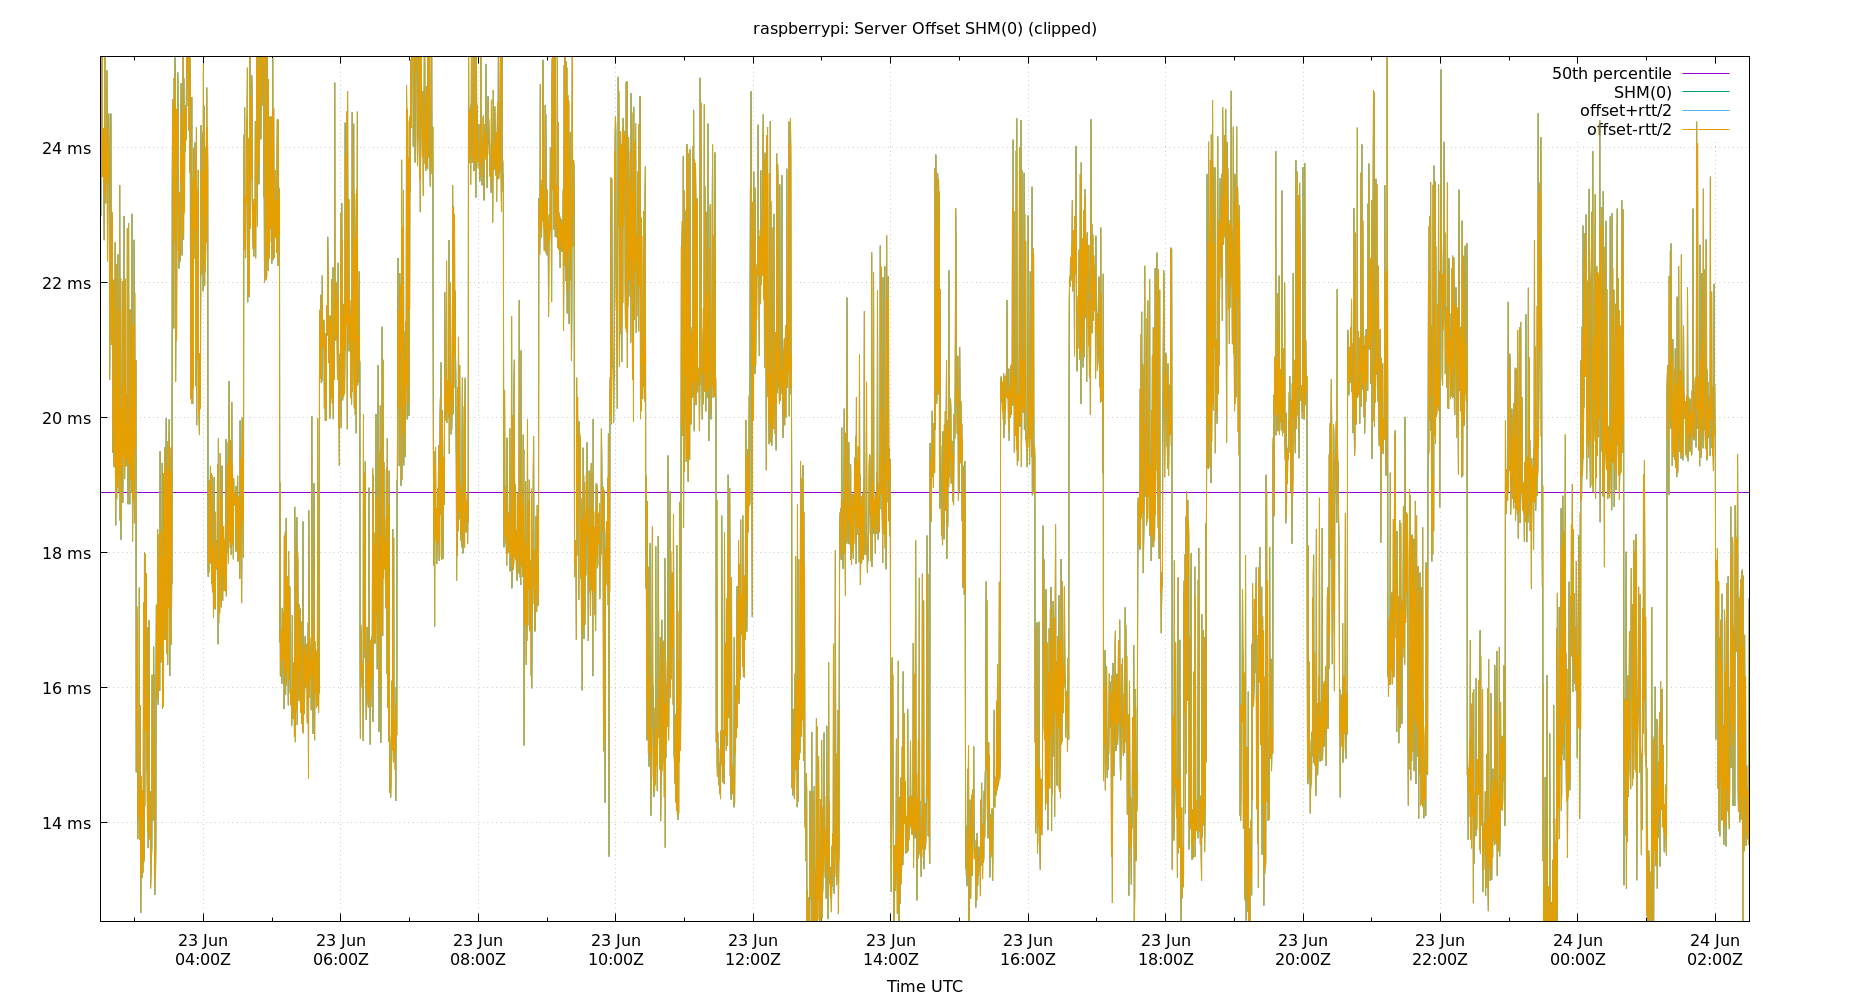 raspberrypi: Server Offset SHM(0) (clipped)
50th percentile
SHM(0)
offset+rtt/2
offset-rtt/2
24 ms
22 ms
20 ms
18 ms
16 ms
14 ms
23 Jun 23 Jun 23 Jun 23 Jun 23 Jun 23 Jun 23 Jun 23 Jun 23 Jun 23 Jun 24 Jun 24 Jun
04:00Z 06:00Z 08:00Z 10:00Z 12:00Z 14:00Z 16:00Z 18:00Z 20:00Z 22:00Z 00:00Z 02:00Z
Time UTC